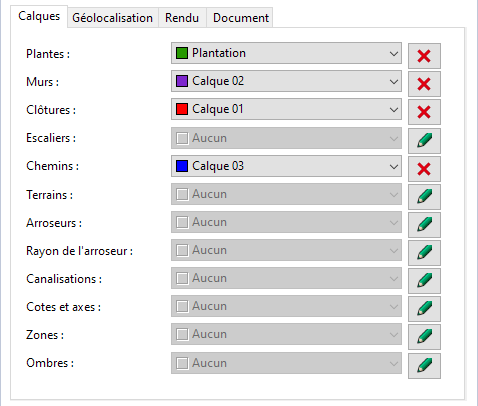 Calques Géolocalisation Rendu Document
Plantes : Plantation
Murs : Calque 02
Clôtures : Calque 01
Escaliers : Aucun
Chemins : Calque 03
Terrains : Aucun
Arroseurs : Aucun
Rayon de l'arroseur : Aucun
Canalisations : Aucun
Cotes et axes : Aucun
Zones : Aucun
Ombres : Aucun